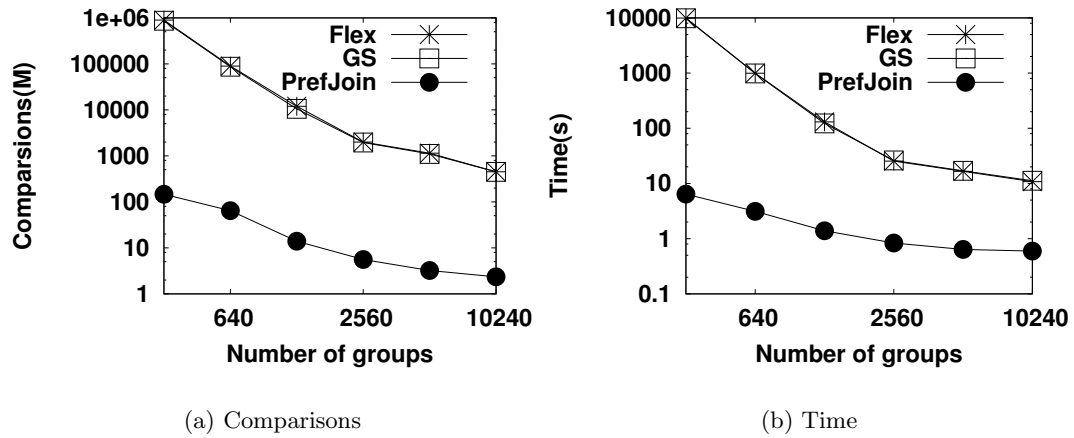 1e+06
100000
10000
1000
100
10
1
Comparsions(M)
Flex
GS
PrefJoin
640
2560
10240
Number of groups
(a) Comparisons
10000
1000
100
10
1
0.1
Time(s)
Flex
GS
PrefJoin
640
2560
10240
Number of groups
(b) Time